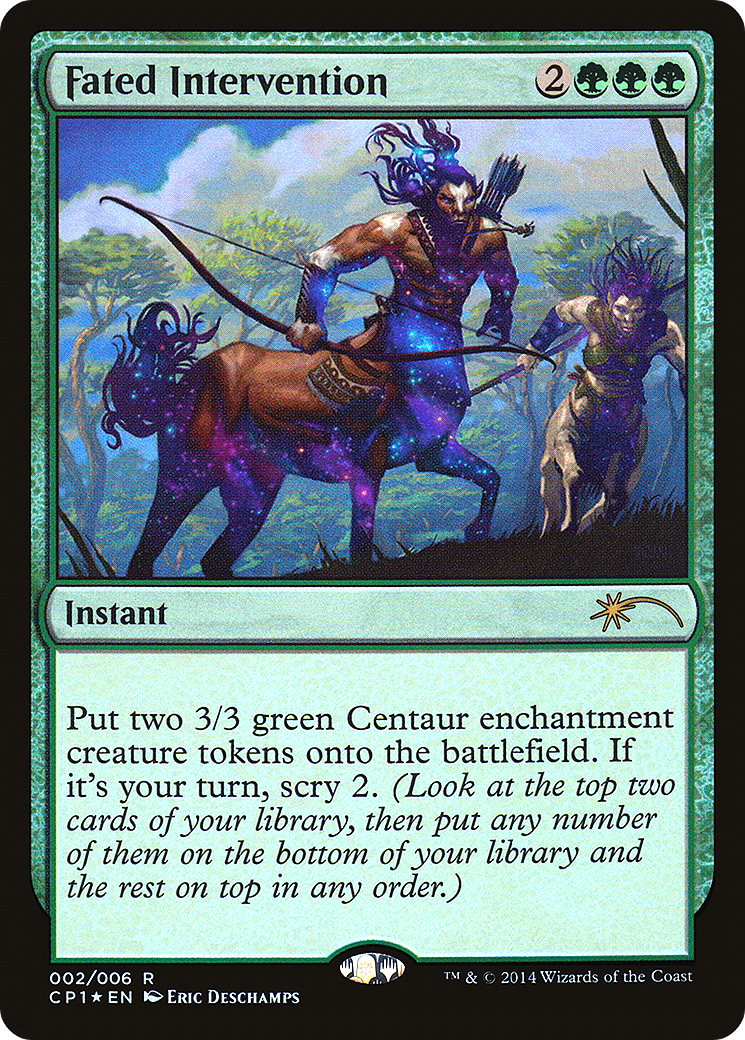 Fated Intervention 2
Instant
Put two 3/3 green Centaur enchantment
creature tokens onto the battlefield. If
it's your turn, scry 2. (Look at the top two
cards of your library, then put any number
of them on the bottom of your library and
the rest on top in any order.)
002/006 R
CP1★EN Eric Deschamps
™ & © 2014 Wizards of the Coast